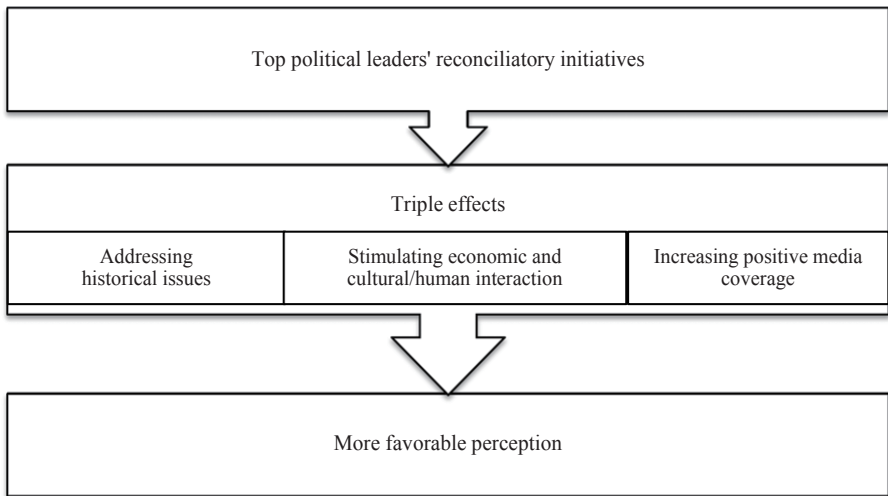 Top political leaders' reconciliatory initiatives
Triple effects
Addressing
historical issues
Stimulating economic and
cultural/human interaction
Increasing positive media
coverage
More favorable perception